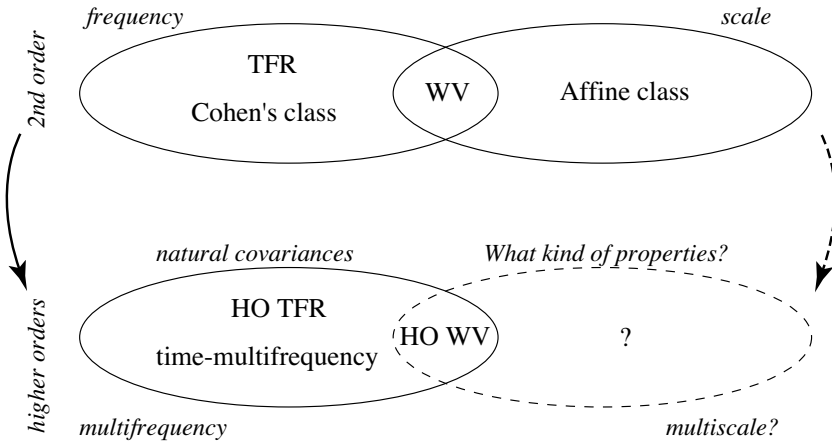 frequency
scale
2nd order
TFR
Cohen's class
WV
Affine class
natural covariances
What kind of properties?
higher orders
HO TFR
time-multifrequency
HO WV
?
multifrequency
multiscale?